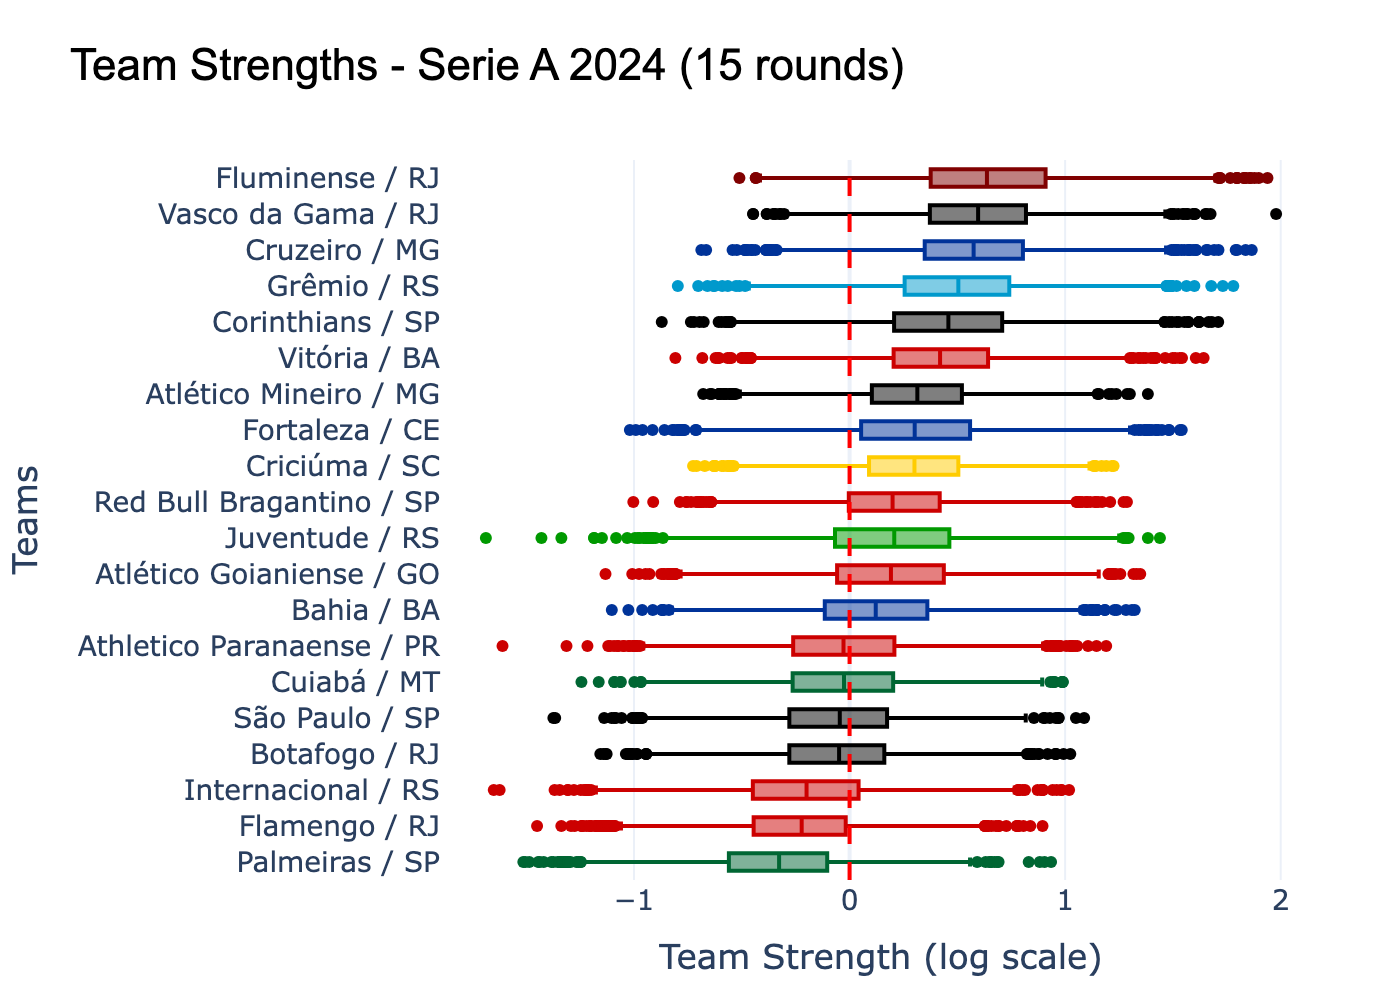 Team Strengths - Serie A 2024 (15 rounds)
Teams
Fluminense / RJ
Vasco da Gama / RJ
Cruzeiro / MG
Grêmio / RS
Corinthians / SP
Vitória / BA
Atlético Mineiro / MG
Fortaleza / CE
Criciúma / SC
Red Bull Bragantino / SP
Juventude / RS
Atlético Goianiense / GO
Bahia / BA
Athletico Paranaense / PR
Cuiabá / MT
São Paulo / SP
Botafogo / RJ
Internacional / RS
Flamengo / RJ
Palmeiras / SP
−1 0 1 2
Team Strength (log scale)